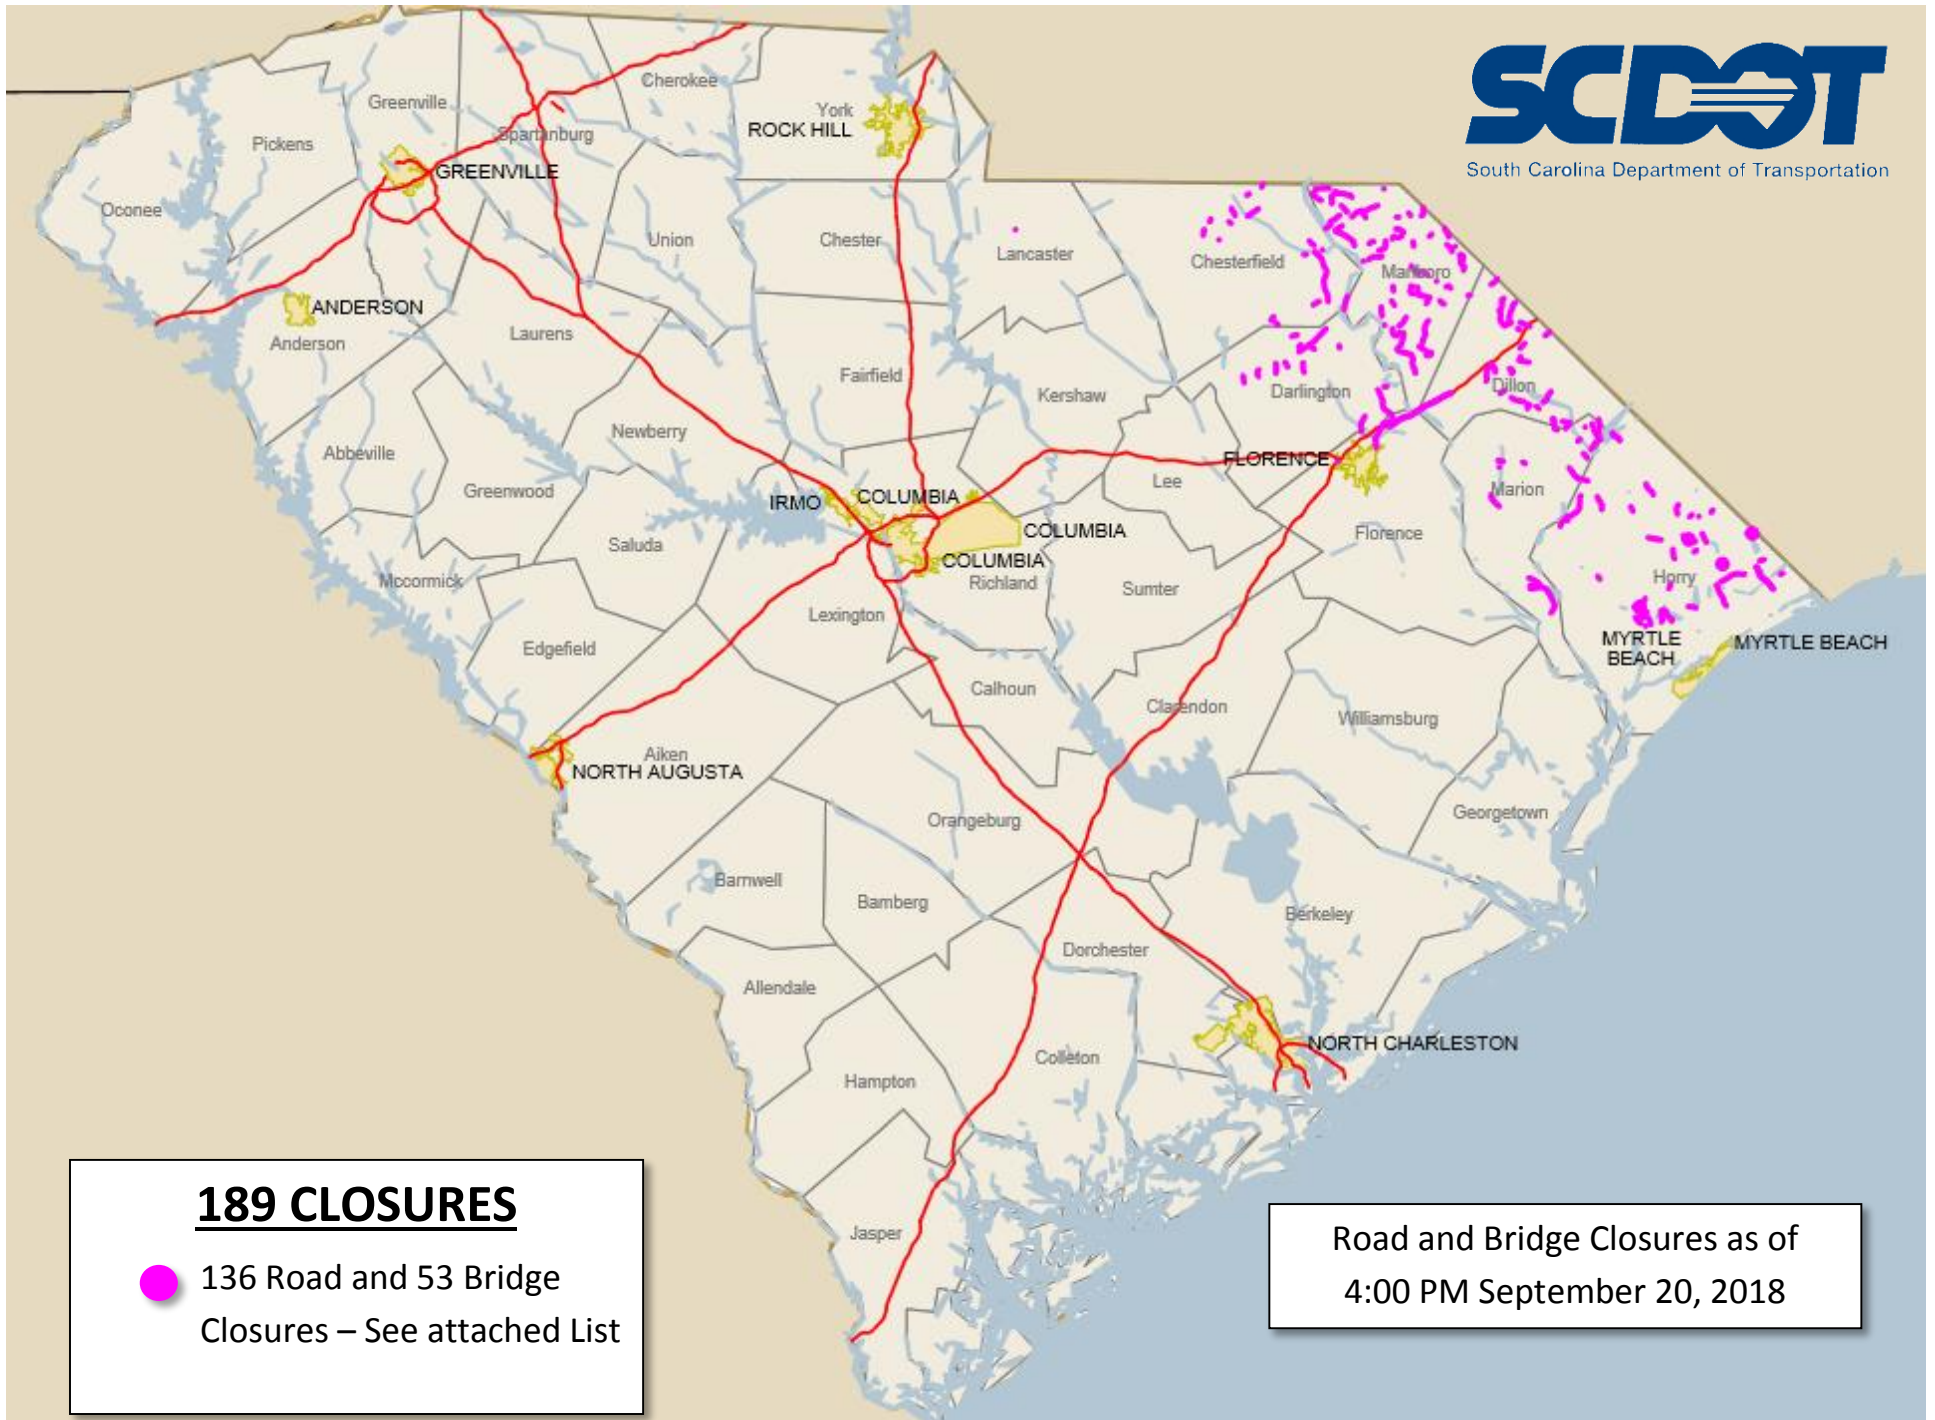 SCDOT
South Carolina Department of Transportation
Cherokee
Greenville
York
ROCK HILL
Spartanburg
Pickens
GREENVILLE
Oconee
Union
Chester
Lancaster
Chesterfield
Marlboro
ANDERSON
Anderson
Laurens
Fairfield
Kershaw
Darlington
Dillon
Newberry
Abbeville
FLORENCE
Lee
Greenwood
Marion
IRMO
COLUMBIA
COLUMBIA
Saluda
Florence
COLUMBIA
Richland
Mccormick
Sumter
Horry
Lexington
Edgefield
MYRTLE
BEACH
MYRTLE BEACH
Calhoun
Clarendon
Williamsburg
Aiken
NORTH AUGUSTA
Orangeburg
Georgetown
Barnwell
Bamberg
Berkeley
Dorchester
Allendale
NORTH CHARLESTON
Colleton
Hampton
Jasper
189 CLOSURES
136 Road and 53 Bridge
Closures – See attached List
Road and Bridge Closures as of
4:00 PM September 20, 2018